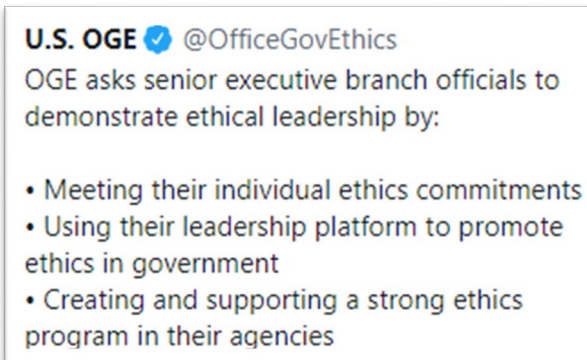 U.S. OGE @OfficeGovEthics
OGE asks senior executive branch officials to
demonstrate ethical leadership by:
• Meeting their individual ethics commitments
• Using their leadership platform to promote
ethics in government
• Creating and supporting a strong ethics
program in their agencies